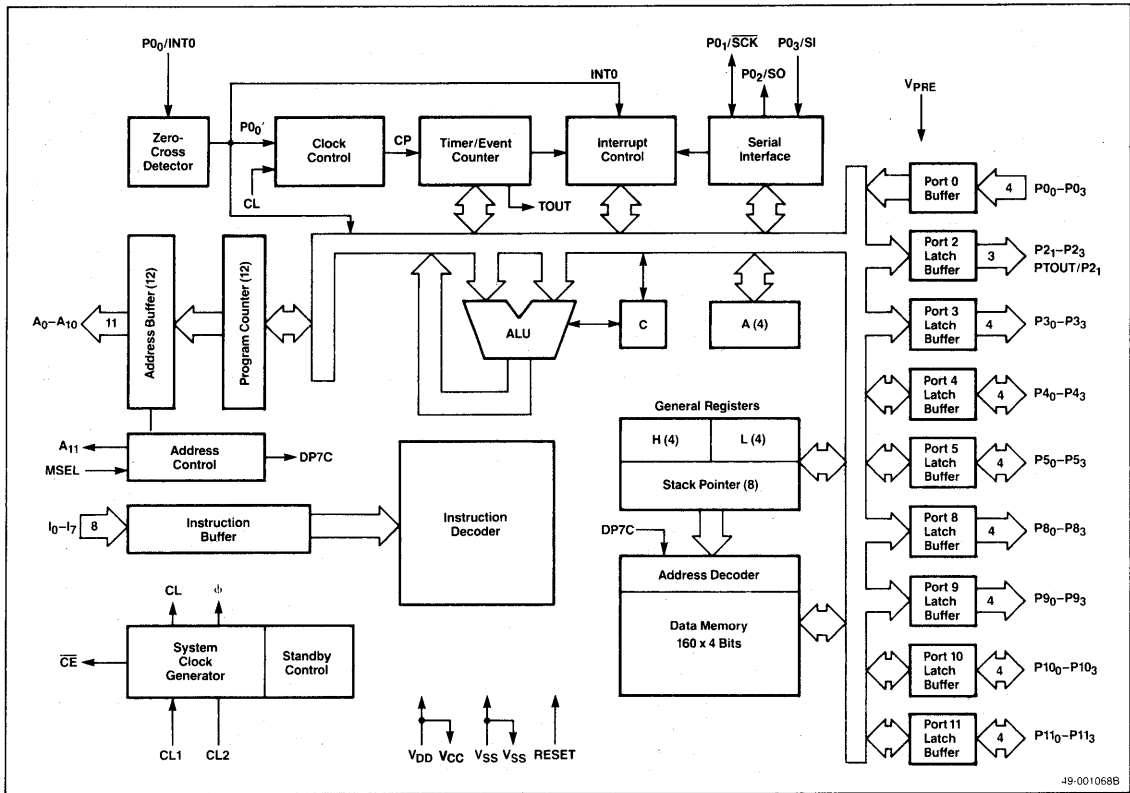 P0₀/INT0
P0₁/S̅C̅K̅
P0₃/SI
P0₂/SO
INT0
V_PRE
Zero-
Cross
Detector
P0₀'
Clock
Control
CP
Timer/Event
Counter
Interrupt
Control
Serial
Interface
CL
TOUT
Port 0
Buffer
4
P0₀–P0₃
Port 2
Latch
Buffer
3
P2₁–P2₃
PTOUT/P2₁
A₀–A₁₀
11
Address Buffer (12)
Program Counter (12)
ALU
C
A (4)
Port 3
Latch
Buffer
4
P3₀–P3₃
Port 4
Latch
Buffer
4
P4₀–P4₃
General Registers
H (4)
L (4)
Stack Pointer (8)
A₁₁
MSEL
Address
Control
DP7C
Port 5
Latch
Buffer
4
P5₀–P5₃
I₀–I₇
8
Instruction
Buffer
Instruction
Decoder
DP7C
Address Decoder
Data Memory
160 x 4 Bits
Port 8
Latch
Buffer
4
P8₀–P8₃
Port 9
Latch
Buffer
4
P9₀–P9₃
CL
ϕ
C̅E̅
System
Clock
Generator
Standby
Control
CL1
CL2
V_DD
V_CC
V_SS
V_SS
RESET
Port 10
Latch
Buffer
4
P10₀–P10₃
Port 11
Latch
Buffer
4
P11₀–P11₃
49-001068B